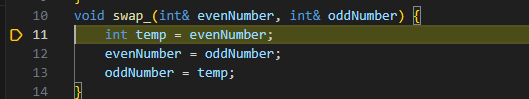 10 void swap_(int& evenNumber, int& oddNumber) {
11 int temp = evenNumber;
12 evenNumber = oddNumber;
13 oddNumber = temp;
14 }